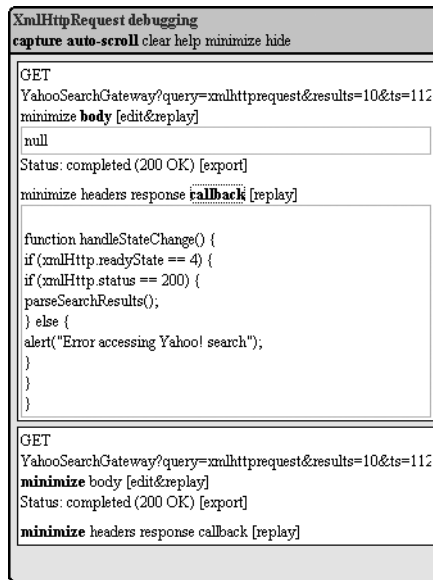 XmlHttpRequest debugging
capture auto-scroll clear help minimize hide
GET
YahooSearchGateway?query=xmlhttprequest&results=10&ts=112
minimize body [edit&replay]
null
Status: completed (200 OK) [export]
minimize headers response callback [replay]
function handleStateChange() {
if (xmlHttp.readyState == 4) {
if (xmlHttp.status == 200) {
parseSearchResults();
} else {
alert("Error accessing Yahoo! search");
}
}
}
GET
YahooSearchGateway?query=xmlhttprequest&results=10&ts=112
minimize body [edit&replay]
Status: completed (200 OK) [export]
minimize headers response callback [replay]